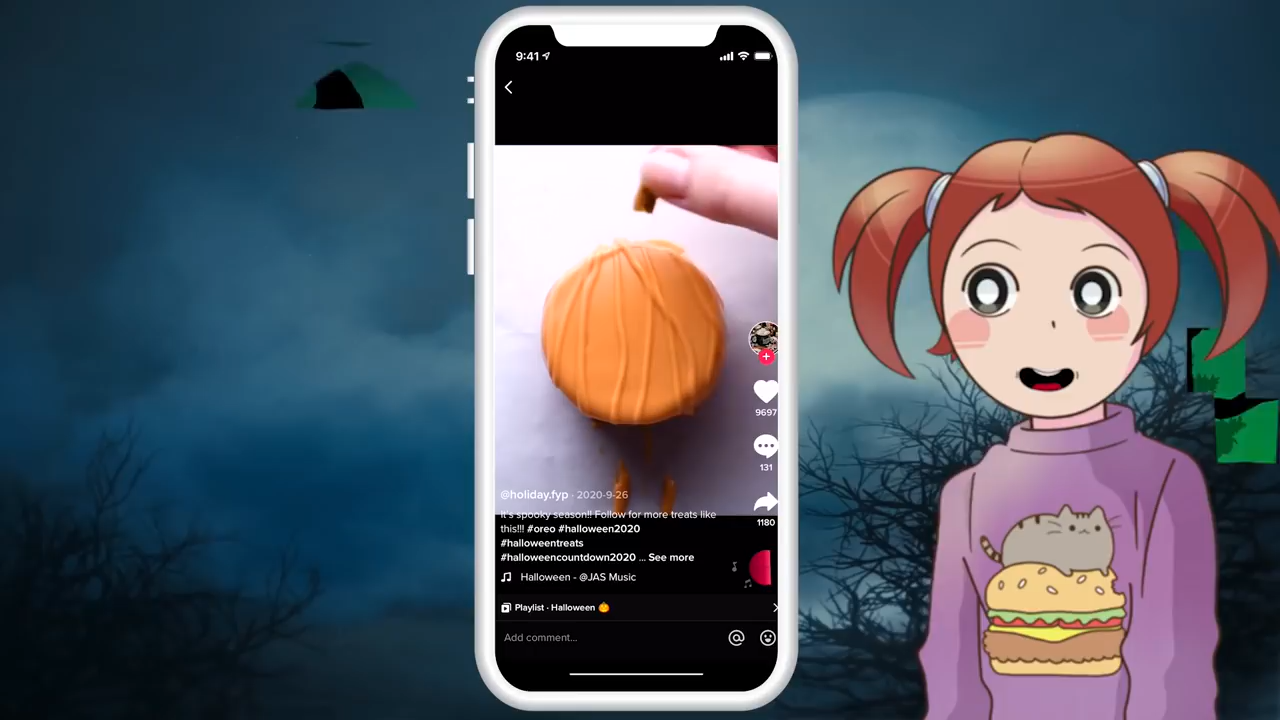 9:41
9697
131
@holiday.fyp · 2020-9-26
It's spooky season!! Follow for more treats like
this!!! #oreo #halloween2020
1180
#halloweentreats
#halloweencountdown2020 ... See more
Halloween - @JAS Music
Playlist · Halloween 🎃
Add comment...